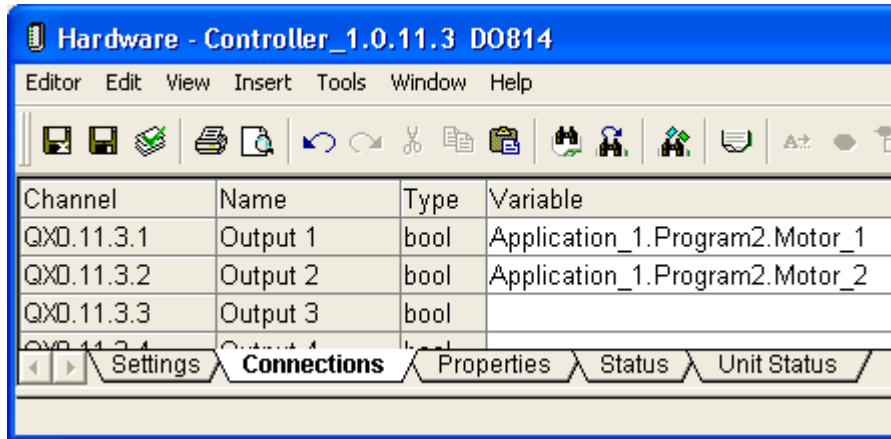 Hardware - Controller_1.0.11.3 DO814
Editor Edit View Insert Tools Window Help
Channel Name Type Variable
QX0.11.3.1 Output 1 bool Application_1.Program2.Motor_1
QX0.11.3.2 Output 2 bool Application_1.Program2.Motor_2
QX0.11.3.3 Output 3 bool
Settings Connections Properties Status Unit Status